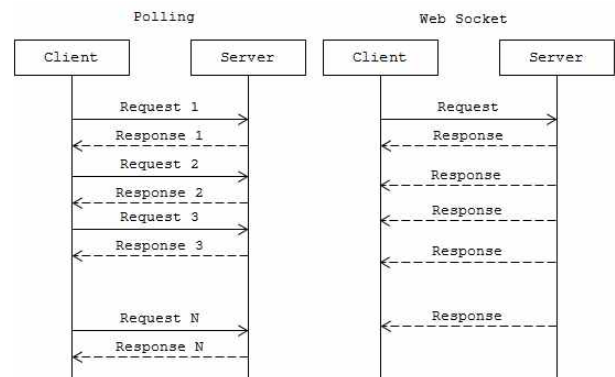 Polling
Client
Server
Request 1
Response 1
Request 2
Response 2
Request 3
Response 3
Request N
Response N
Web Socket
Client
Server
Request
Response
Response
Response
Response
Response